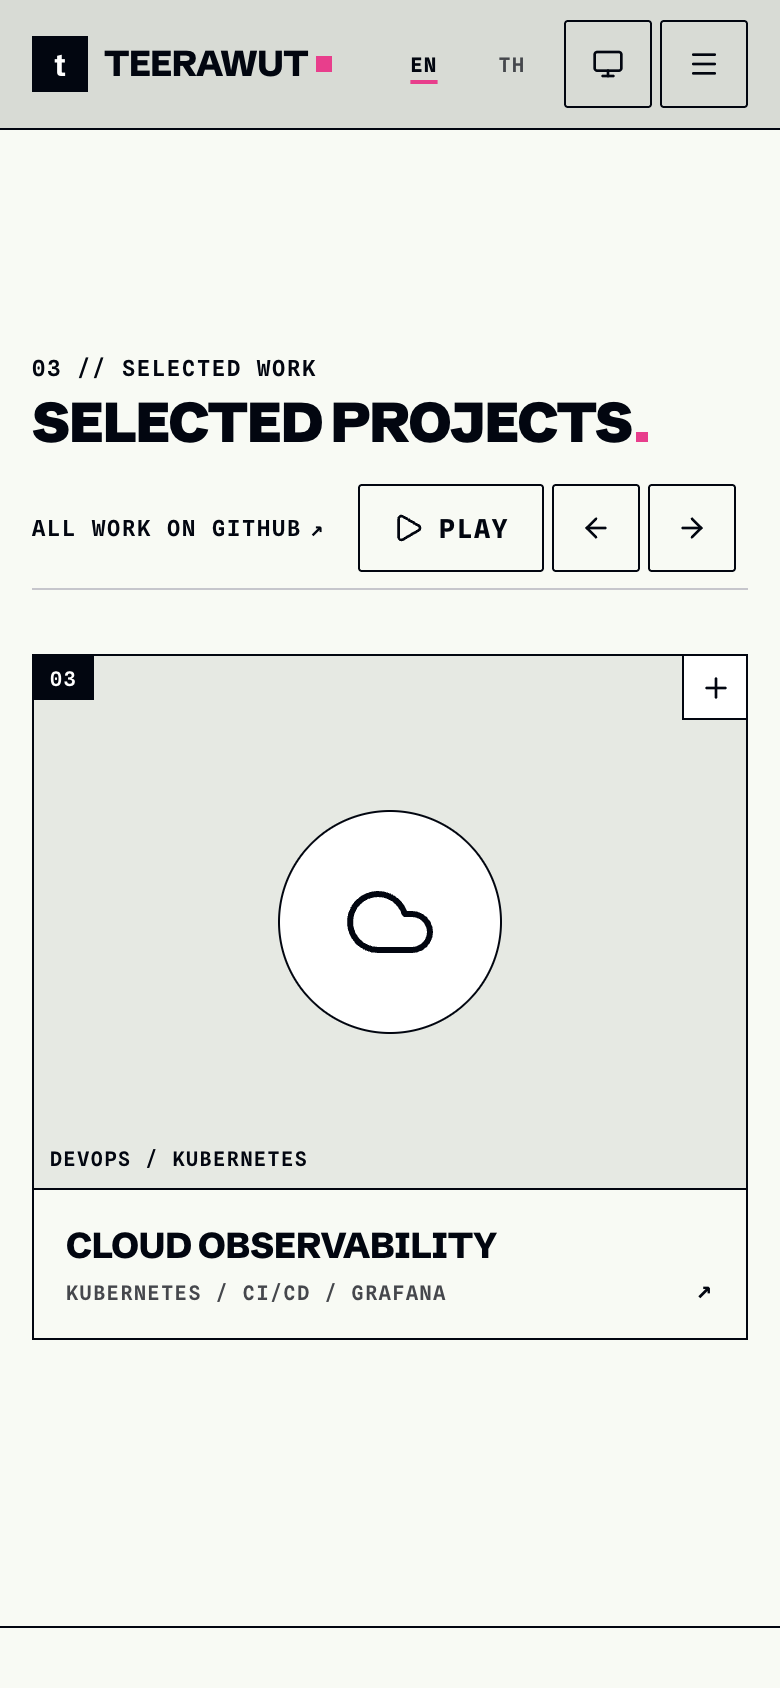 t TEERAWUT EN TH
03 // SELECTED WORK
SELECTED PROJECTS.
ALL WORK ON GITHUB ↗ PLAY ← →
03 +
DEVOPS / KUBERNETES
CLOUD OBSERVABILITY
KUBERNETES / CI/CD / GRAFANA ↗